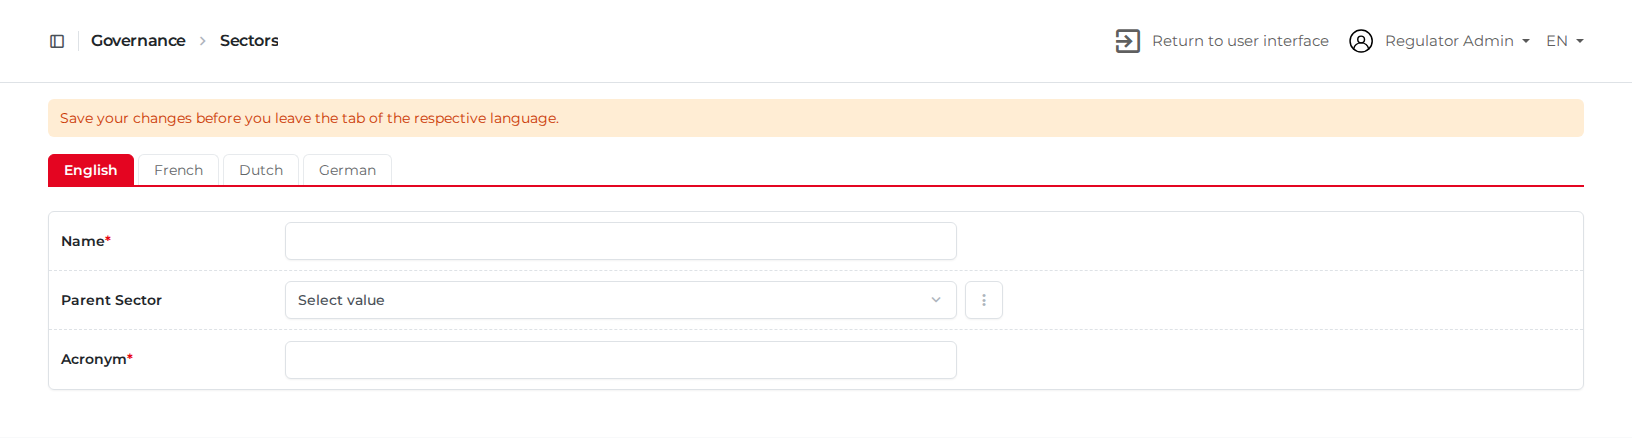 Governance > Sectors
Return to user interface
Regulator Admin
EN
Save your changes before you leave the tab of the respective language.
English
French
Dutch
German
Name*
Parent Sector
Select value
Acronym*